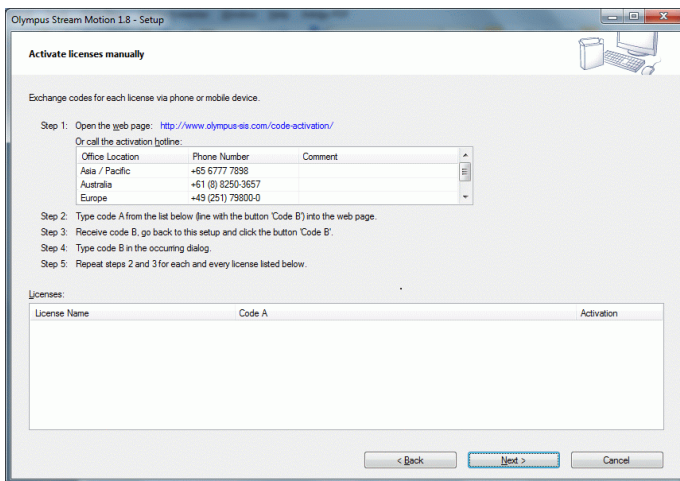 Olympus Stream Motion 1.8 - Setup
Activate licenses manually
Exchange codes for each license via phone or mobile device.
Step 1: Open the web page: http://www.olympus-sis.com/code-activation/
Or call the activation hotline:
Office Location Phone Number Comment
Asia / Pacific +65 6777 7898
Australia +61 (8) 8250-3657
Europe +49 (251) 79800-0
Step 2: Type code A from the list below (line with the button 'Code B') into the web page.
Step 3: Receive code B, go back to this setup and click the button 'Code B'.
Step 4: Type code B in the occurring dialog.
Step 5: Repeat steps 2 and 3 for each and every license listed below.
Licenses:
License Name Code A Activation
< Back Next > Cancel